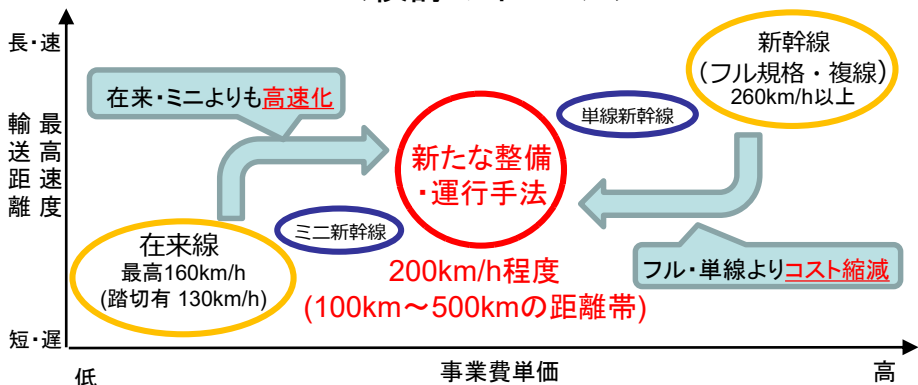 長・速
最高速度
輸送距離
短・遅
在来・ミニよりも高速化
新たな整備
・運行手法
単線新幹線
新幹線
(フル規格・複線)
260km/h以上
ミニ新幹線
在来線
最高160km/h
(踏切有 130km/h)
200km/h程度
(100km～500kmの距離帯)
フル・単線よりコスト縮減
低
事業費単価
高